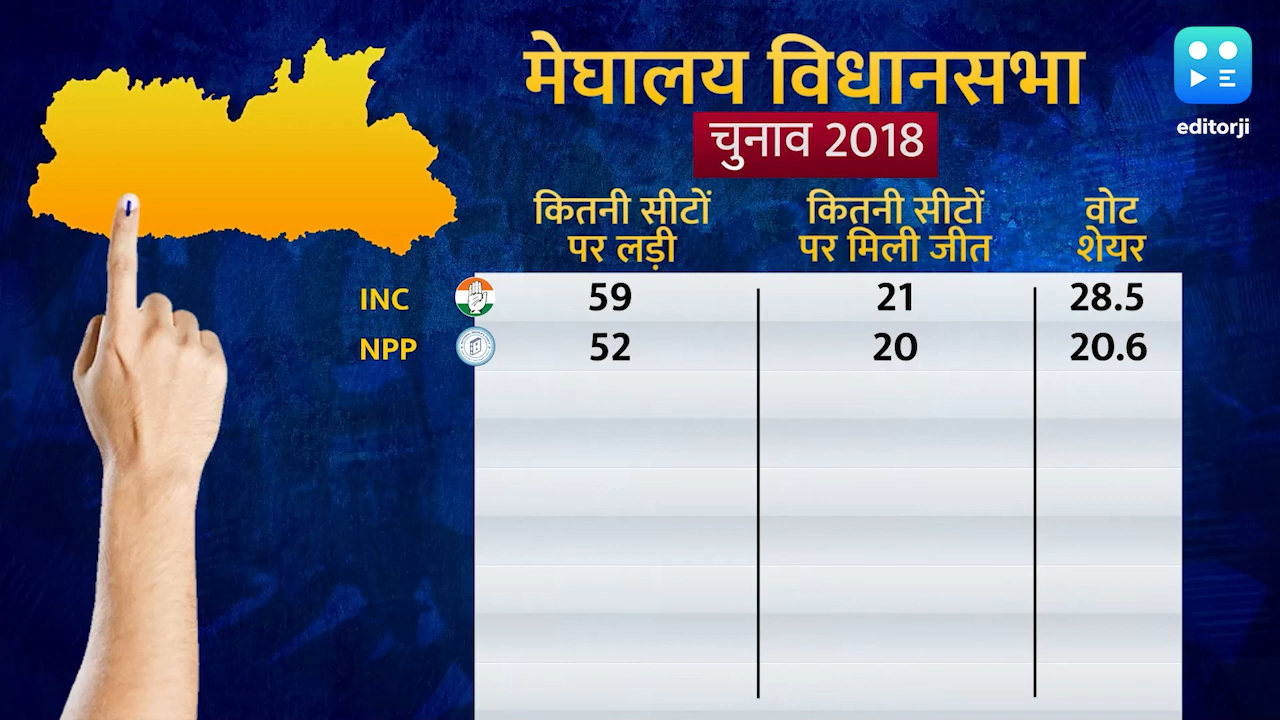 मेघालय विधानसभा
चुनाव 2018
editorji
कितनी सीटों पर लड़ी
कितनी सीटों पर मिली जीत
वोट शेयर
INC 59 21 28.5
NPP 52 20 20.6